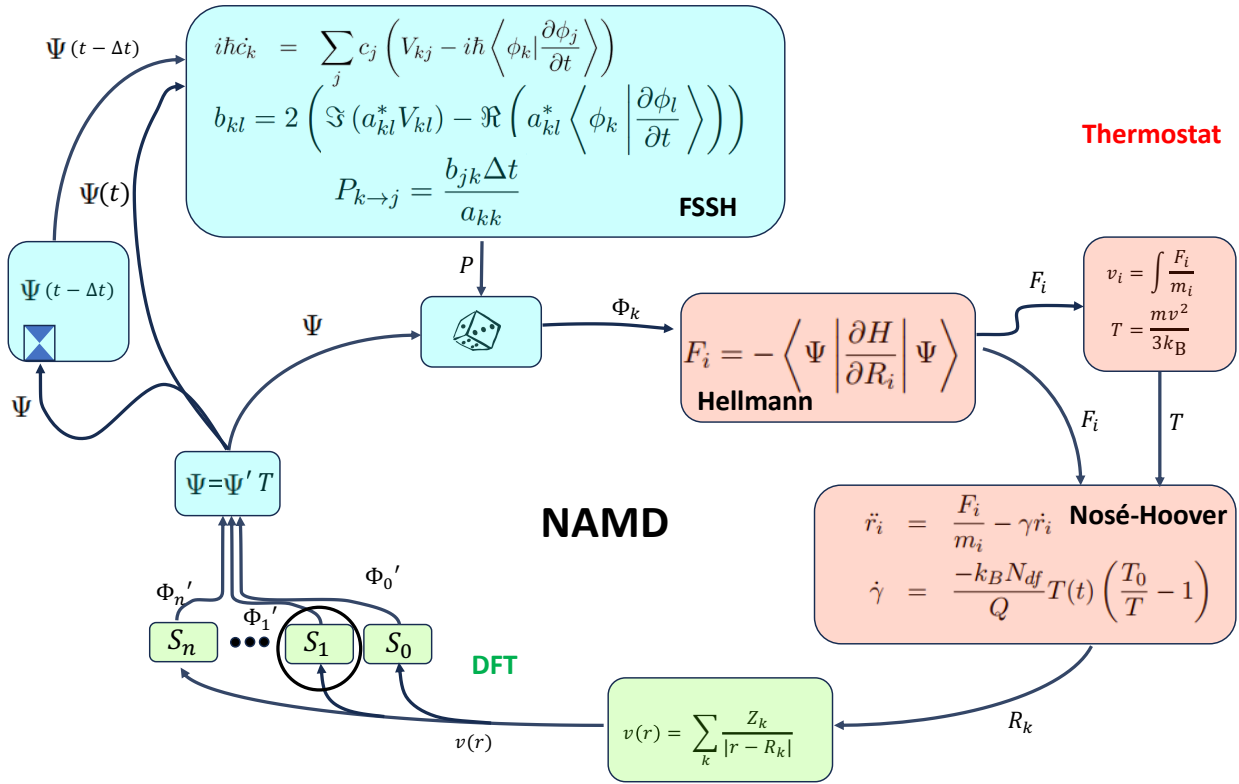 Ψ(t − Δt)
iħċ_k = ∑_j c_j ( V_kj − iħ ⟨ φ_k | ∂φ_j/∂t ⟩ )
b_kl = 2 ( ℑ (a*_kl V_kl) − ℜ ( a*_kl ⟨ φ_k | ∂φ_l/∂t ⟩ ) )
P_k→j = b_jk Δt / a_kk
FSSH
Thermostat
Ψ(t)
P
Ψ(t − Δt)
Ψ
Φ_k
F_i
v_i = ∫ F_i/m_i
T = mv²/3k_B
F_i = − ⟨ Ψ | ∂H/∂R_i | Ψ ⟩
Hellmann
Ψ
F_i
T
Ψ=Ψ′ T
NAMD
Nosé-Hoover
r̈_i = F_i/m_i − γṙ_i
γ̇ = −k_B N_df/Q T(t) ( T_0/T − 1 )
Φ_n′
Φ_1′
Φ_0′
S_n ••• S_1 S_0
DFT
v(r) = ∑_k Z_k/|r − R_k|
R_k
v(r)